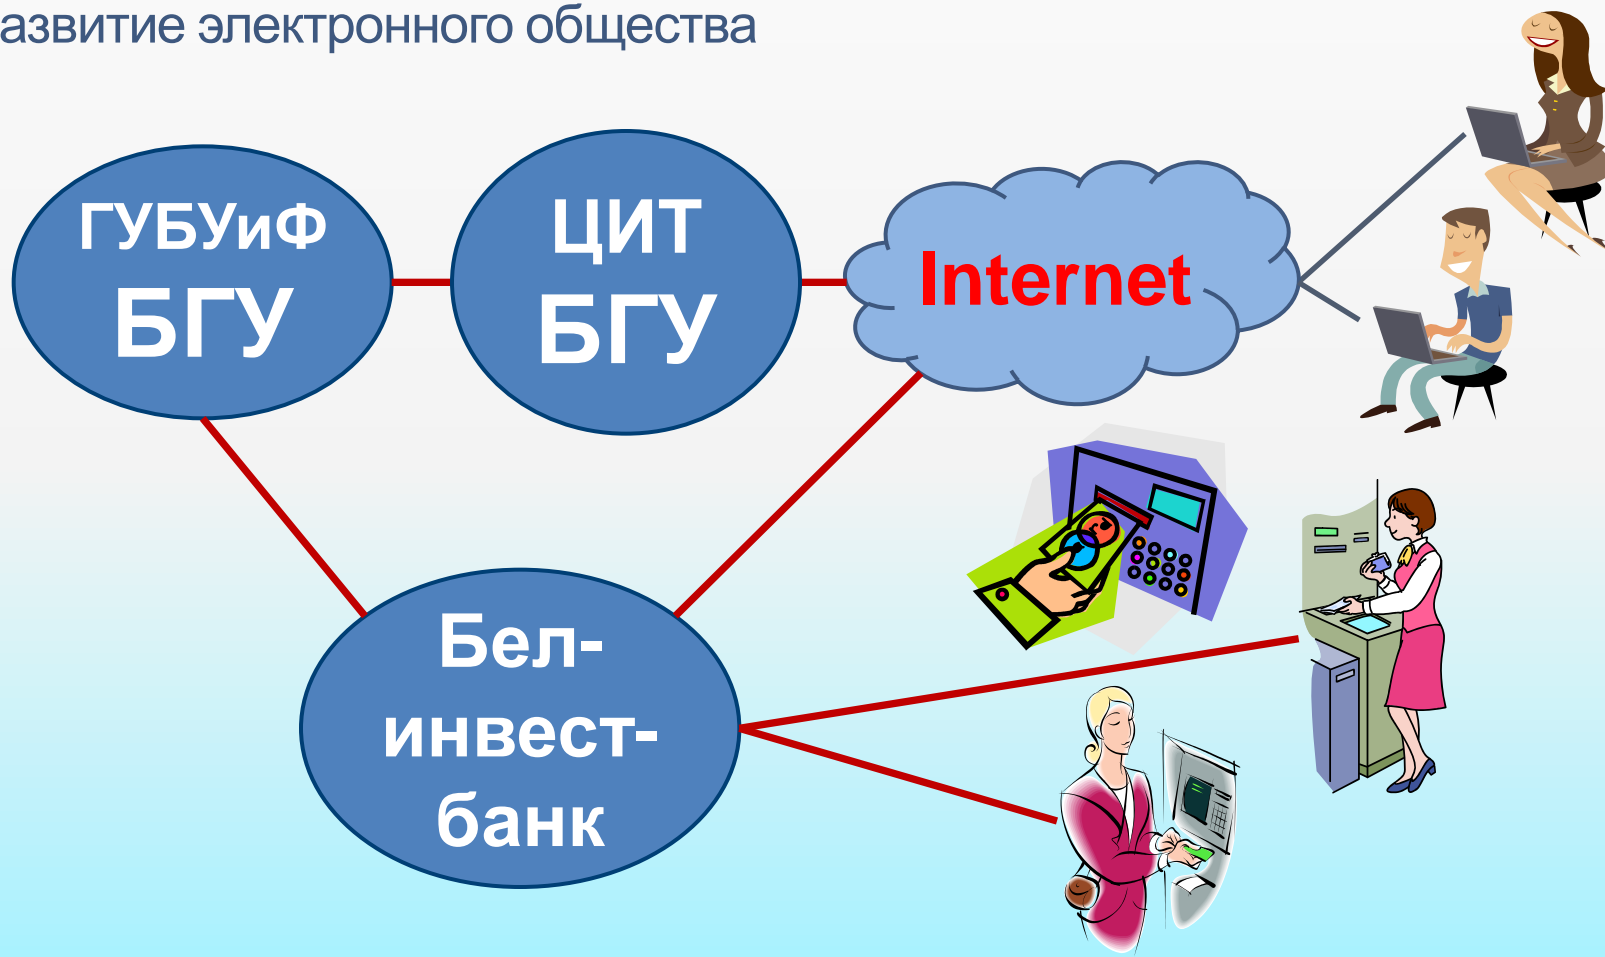 азвитие электронного общества
ГУБУиФ
БГУ
ЦИТ
БГУ
Internet
Бел-
инвест-
банк